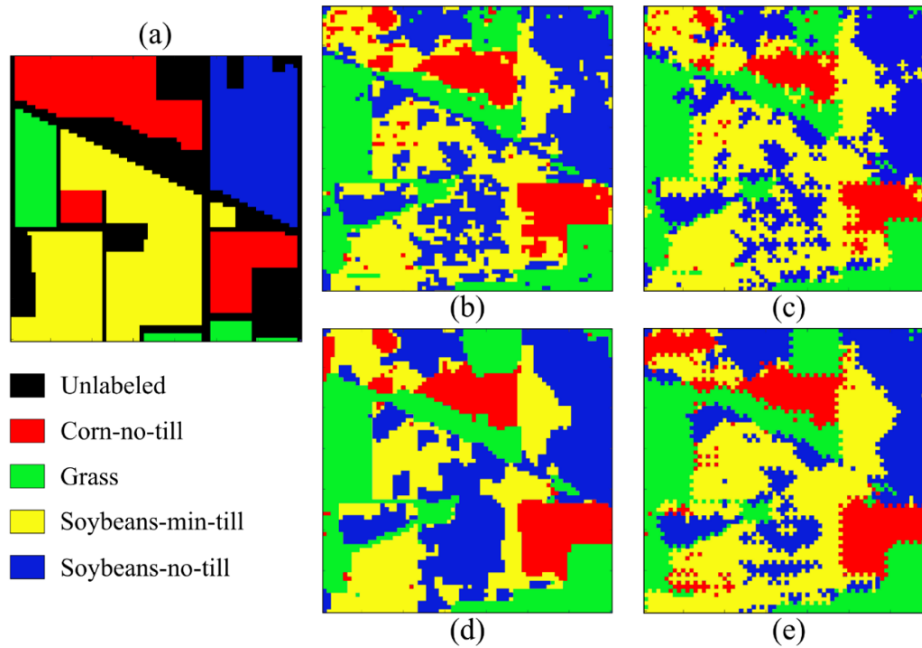 (a)
(b)
(c)
Unlabeled
Corn-no-till
Grass
Soybeans-min-till
Soybeans-no-till
(d)
(e)